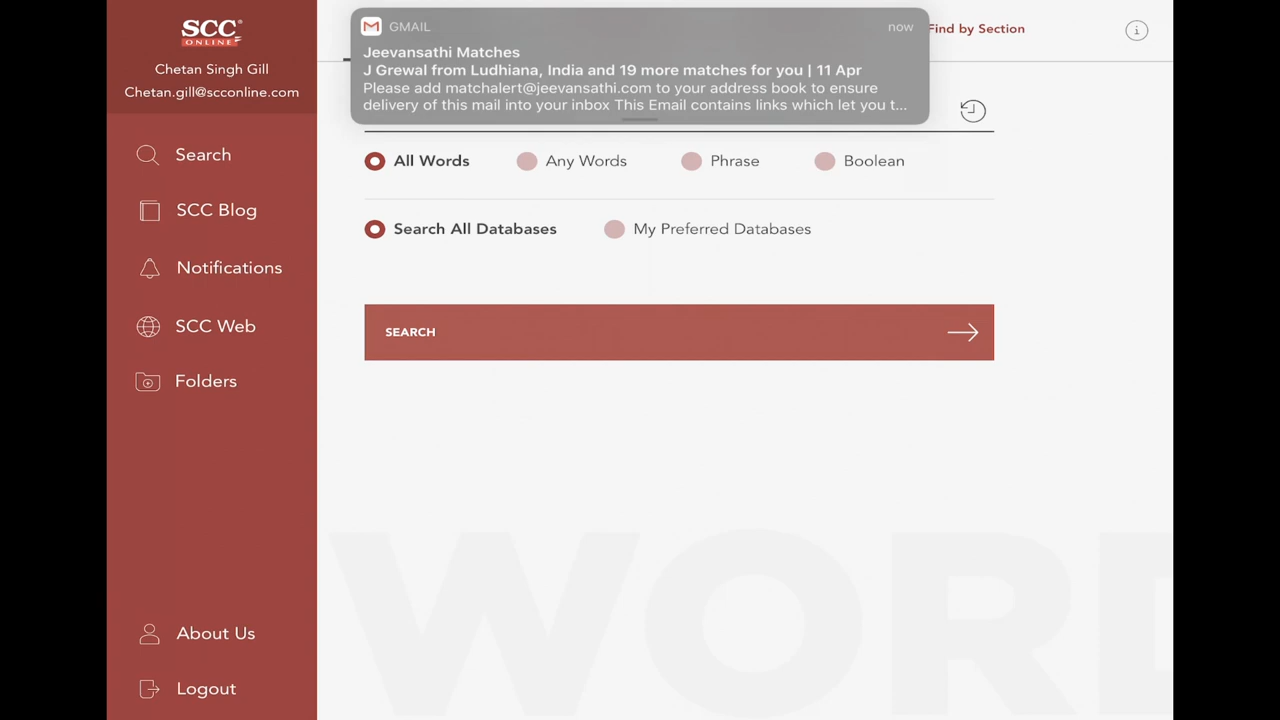 SCC
ONLINE
Chetan Singh Gill
Chetan.gill@scconline.com
Search
SCC Blog
Notifications
SCC Web
Folders
About Us
Logout
GMAIL
now
Jeevansathi Matches
J Grewal from Ludhiana, India and 19 more matches for you | 11 Apr
Please add matchalert@jeevansathi.com to your address book to ensure
delivery of this mail into your inbox This Email contains links which let you t...
Find by Section
All Words
Any Words
Phrase
Boolean
Search All Databases
My Preferred Databases
SEARCH
WORD